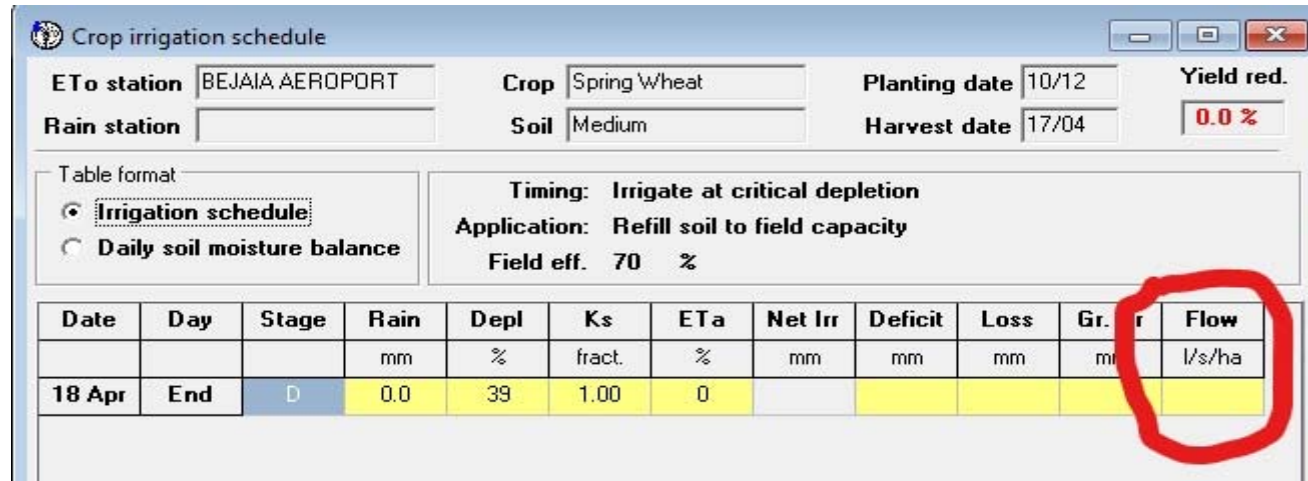 Crop irrigation schedule
ETo station BEJAIA AEROPORT Crop Spring Wheat Planting date 10/12 Yield red.
Rain station Soil Medium Harvest date 17/04 0.0 %
Table format
Irrigation schedule
Daily soil moisture balance
Timing: Irrigate at critical depletion
Application: Refill soil to field capacity
Field eff. 70 %
Date Day Stage Rain Depl Ks ETa Net Irr Deficit Loss Gr. Flow
mm % fract. % mm mm mm l/s/ha
18 Apr End D 0.0 39 1.00 0